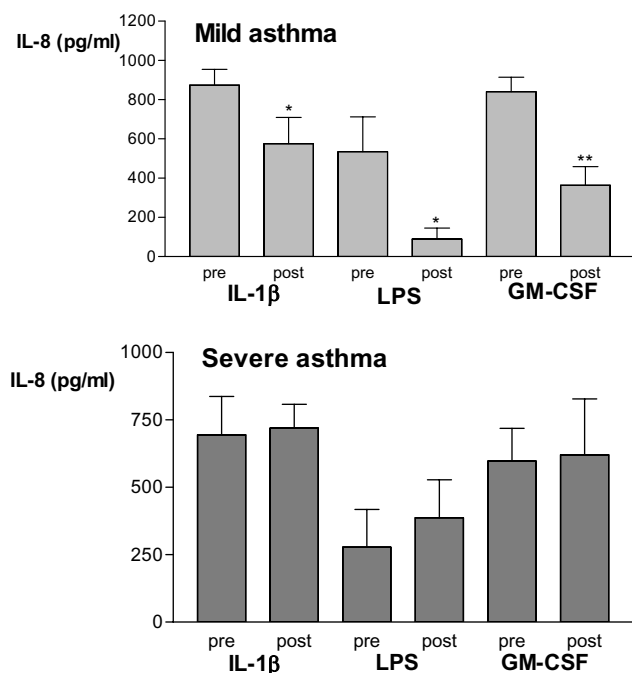 Mild asthma
IL-8 (pg/ml)
1200
1000
800
600
400
200
0
*
*
**
pre post pre post pre post
IL-1β LPS GM-CSF
Severe asthma
IL-8 (pg/ml)
1000
750
500
250
0
pre post pre post pre post
IL-1β LPS GM-CSF